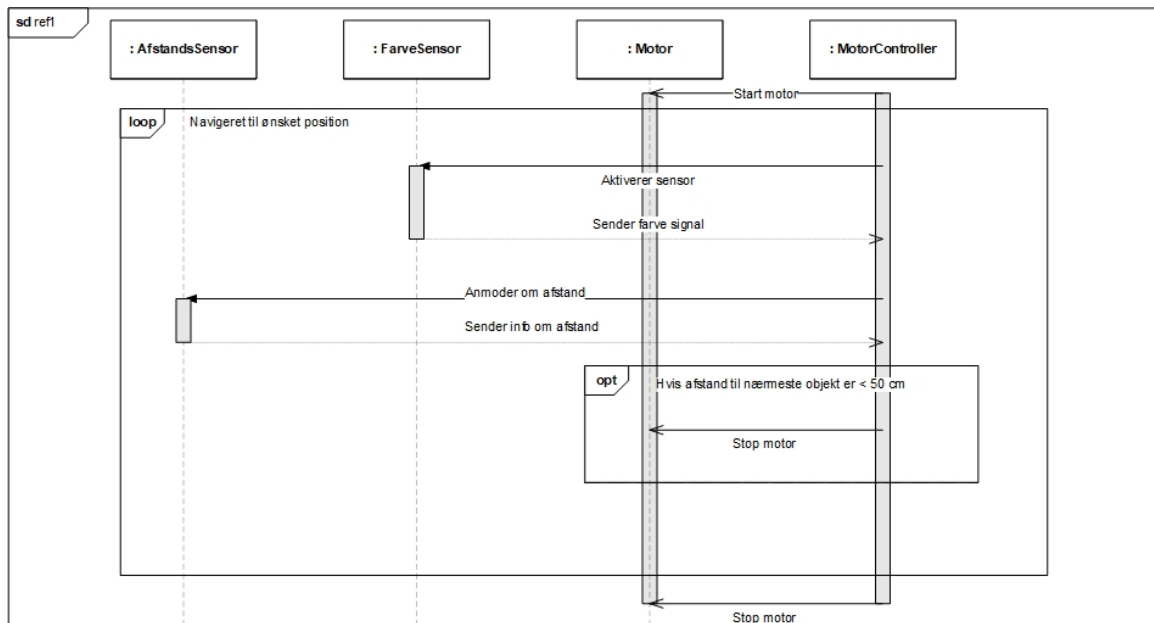 sd ref1
: AfstandsSensor
: FarveSensor
: Motor
: MotorController
Start motor
loop
Navigeret til ønsket position
Aktiverer sensor
Sender farve signal
Anmoder om afstand
Sender info om afstand
opt
Hvis afstand til nærmeste objekt er < 50 cm
Stop motor
Stop motor